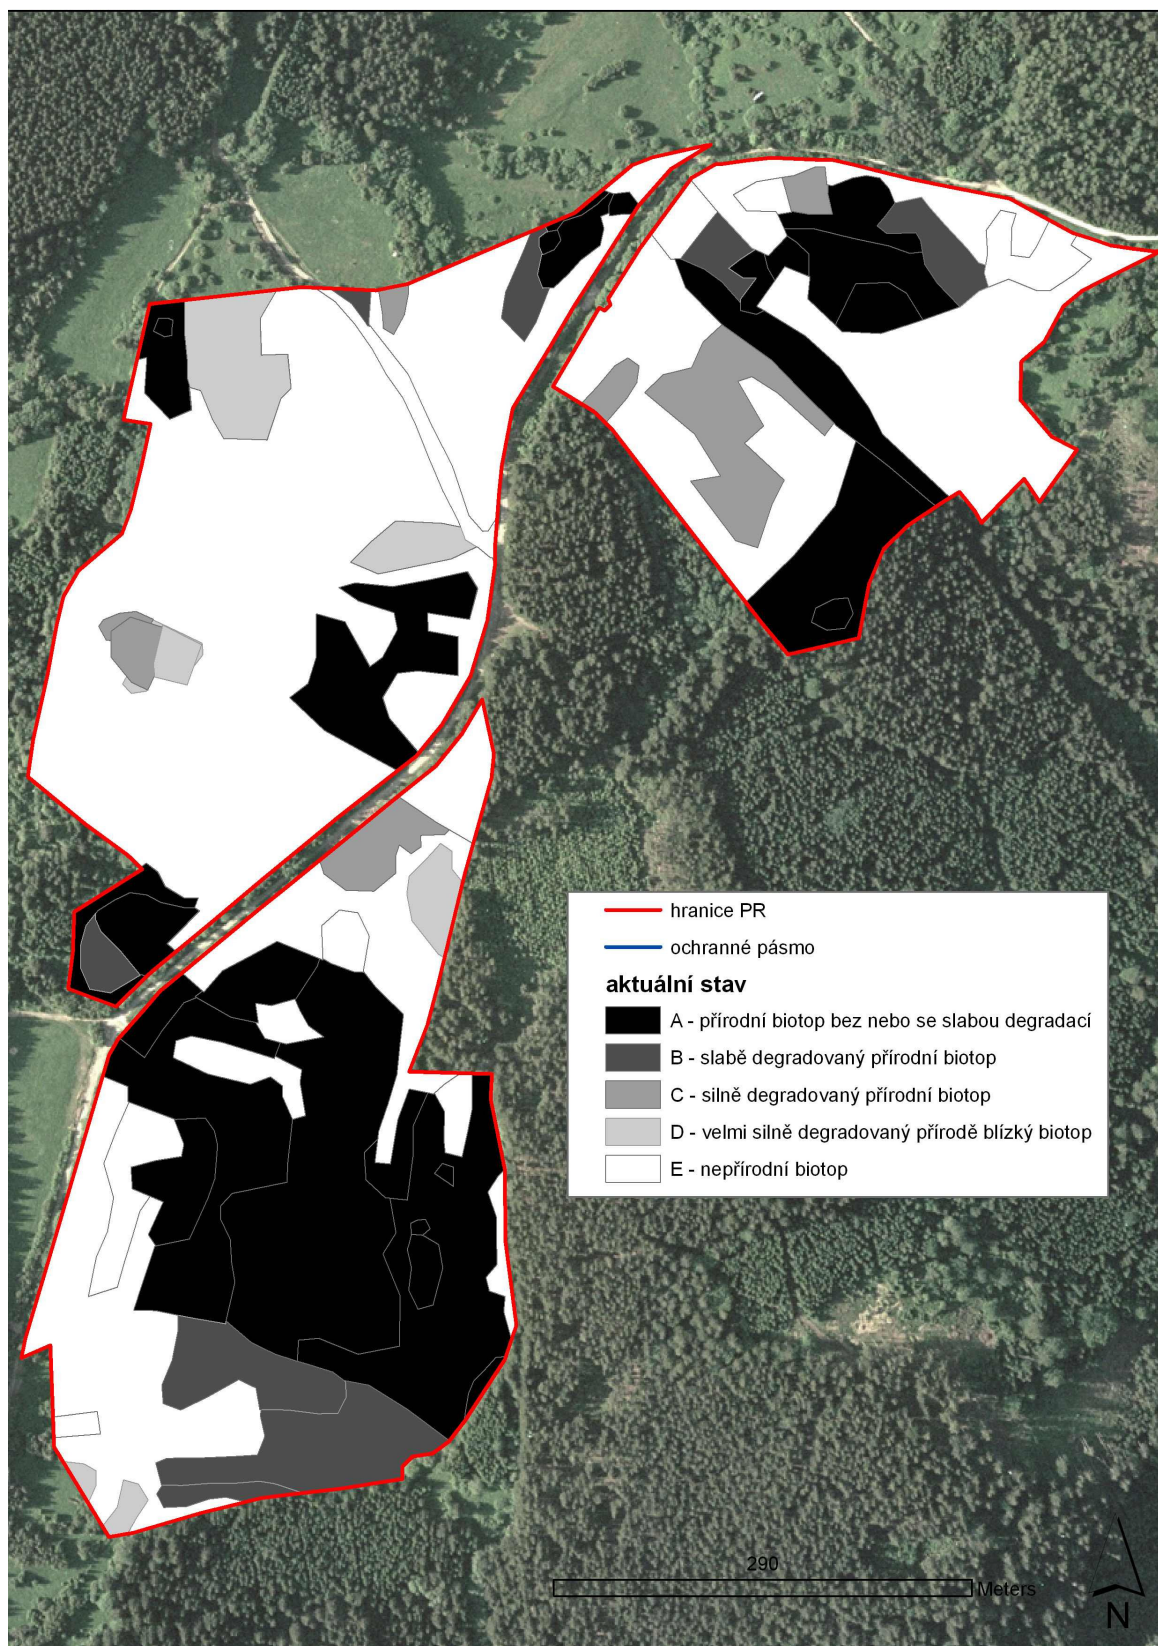 hranice PR
ochranné pásmo
aktuální stav
A - přírodní biotop bez nebo se slabou degradací
B - slabě degradovaný přírodní biotop
C - silně degradovaný přírodní biotop
D - velmi silně degradovaný přírodě blízký biotop
E - nepřírodní biotop
290
Meters
N